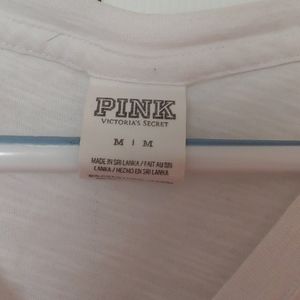 PINK
VICTORIA'S SECRET
M | M
MADE IN SRI LANKA / FAIT AU SRI
LANKA / HECHO EN SRI LANKA